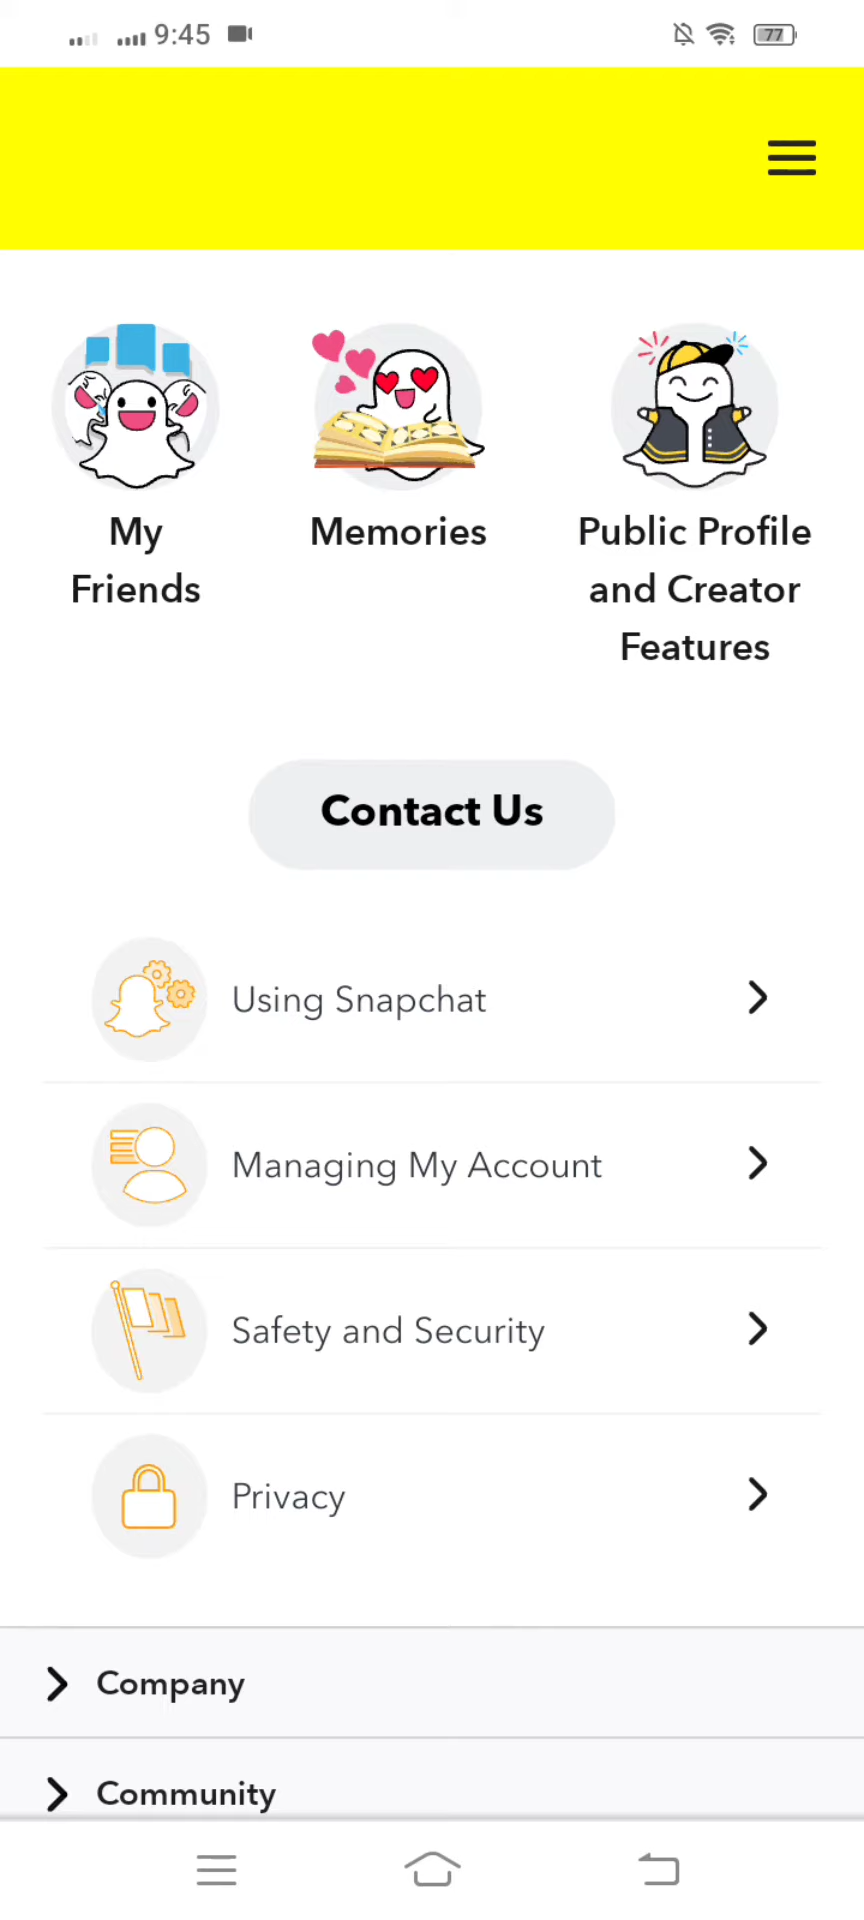 9:45
77
My
Friends
Memories
Public Profile
and Creator
Features
Contact Us
Using Snapchat
Managing My Account
Safety and Security
Privacy
Company
Community